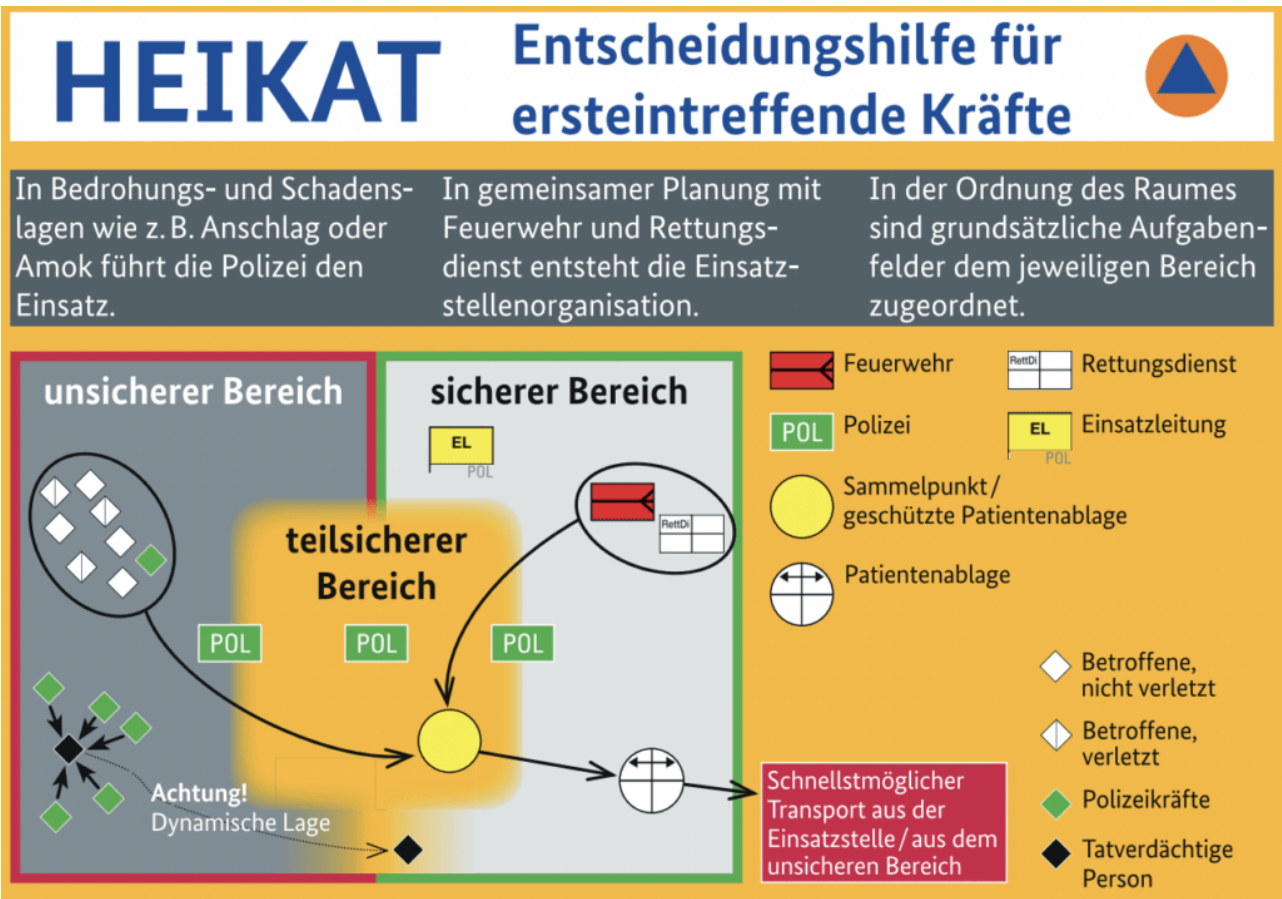 HEIKAT
Entscheidungshilfe für
ersteintreffende Kräfte
In Bedrohungs- und Schadens-
lagen wie z. B. Anschlag oder
Amok führt die Polizei den
Einsatz.
In gemeinsamer Planung mit
Feuerwehr und Rettungs-
dienst entsteht die Einsatz-
stellenorganisation.
In der Ordnung des Raumes
sind grundsätzliche Aufgaben-
felder dem jeweiligen Bereich
zugeordnet.
unsicherer Bereich
sicherer Bereich
EL
POL
RettDi
teilsicherer
Bereich
POL
POL
POL
Achtung!
Dynamische Lage
Feuerwehr
RettDi
Rettungsdienst
POL
Polizei
EL
POL
Einsatzleitung
Sammelpunkt /
geschützte Patientenablage
Patientenablage
Schnellstmöglicher
Transport aus der
Einsatzstelle / aus dem
unsicheren Bereich
Betroffene,
nicht verletzt
Betroffene,
verletzt
Polizeikräfte
Tatverdächtige
Person